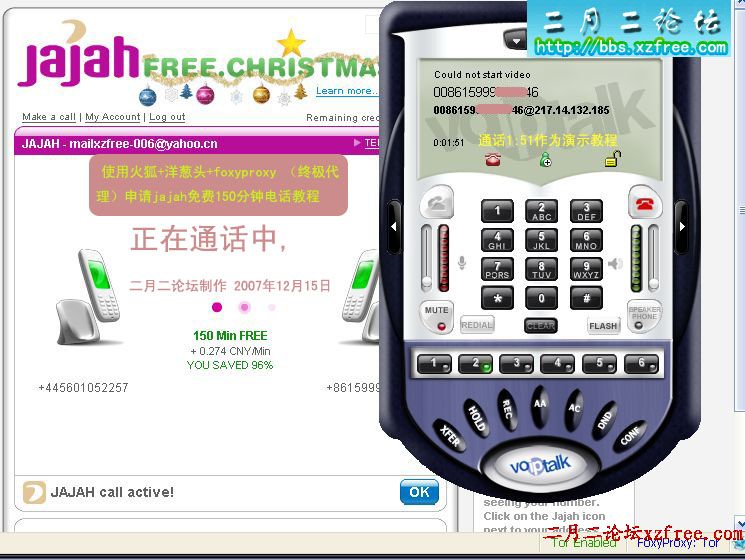 jajah FREE.CHRISTMAS
Learn more..
Make a call | My Account | Log out
Remaining cred
JAJAH - mailxzfree-006@yahoo.cn
使用火狐+洋葱头+foxyproxy （终极代
理）申请jajah免费150分钟电话教程
正在通话中,
二月二论坛制作 2007年12月15日
150 Min FREE
+ 0.274 CNY/Min
YOU SAVED 96%
+445601052257
+8615999
JAJAH call active!
OK
二月二论坛
http://bbs.xzfree.com
Could not start video
008615999 46
008615999 46@217.14.132.185
0:01:51 通话1:51作为演示教程
1 2 ABC 3 DEF
4 GHI 5 JKL 6 MNO
7 PQRS 8 TUV 9 WXYZ
* 0 #
MUTE
REDIAL CLEAR FLASH
SPEAKER PHONE
1 2 3 4 5 6
XFER HOLD REC AA AC DND CONF
voiptalk
seeing your number.
Click on the Jajah icon
next to your address
二月二论坛xzfree.com
Tor Enabled FoxyProxy: Tor